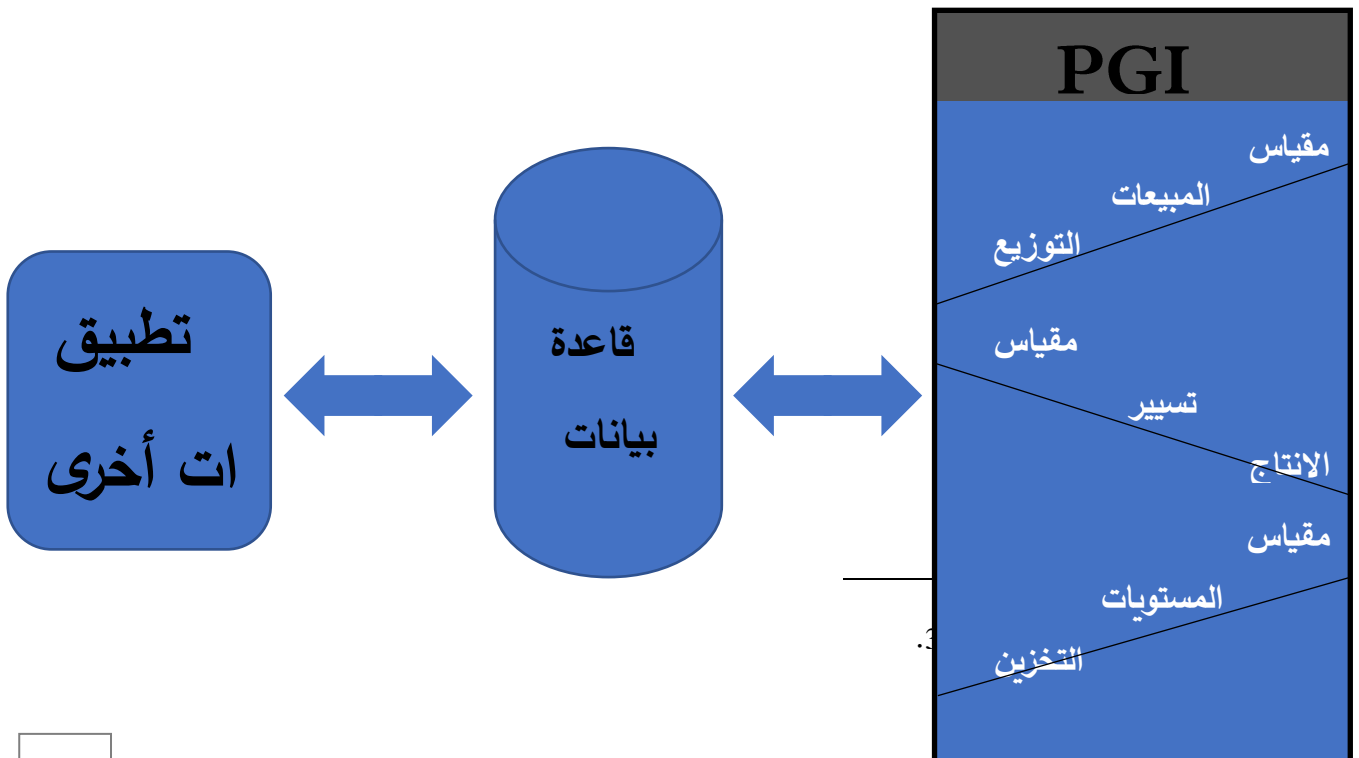 PGI
مقياس
المبيعات
التوزيع
مقياس
تسيير
الانتاج
مقياس
المستويات
التخزين
قاعدة
بيانات
تطبيق
ات أخرى